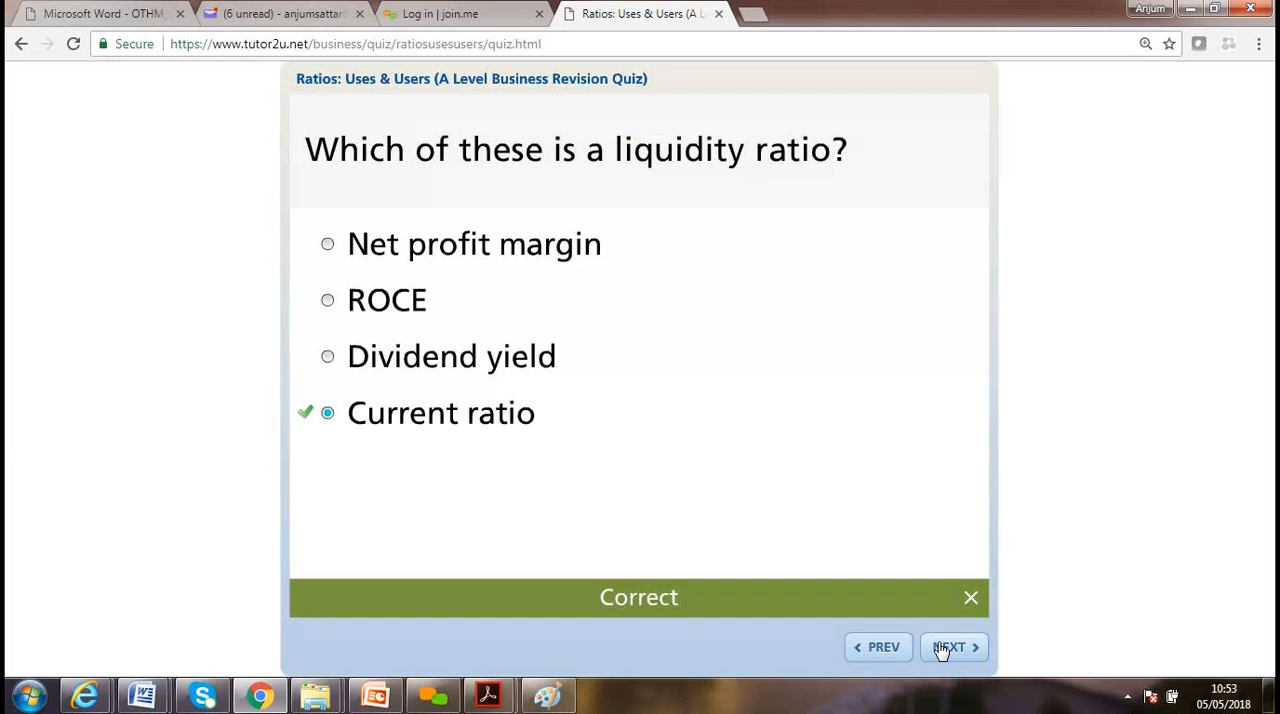 Microsoft Word - OTHM
(6 unread) - anjumsattar
Log in | join.me
Ratios: Uses & Users (A L
Anjum
Secure
https://www.tutor2u.net/business/quiz/ratiosusesusers/quiz.html
Ratios: Uses & Users (A Level Business Revision Quiz)
Which of these is a liquidity ratio?
Net profit margin
ROCE
Dividend yield
Current ratio
Correct
PREV
NEXT
10:53
05/05/2018